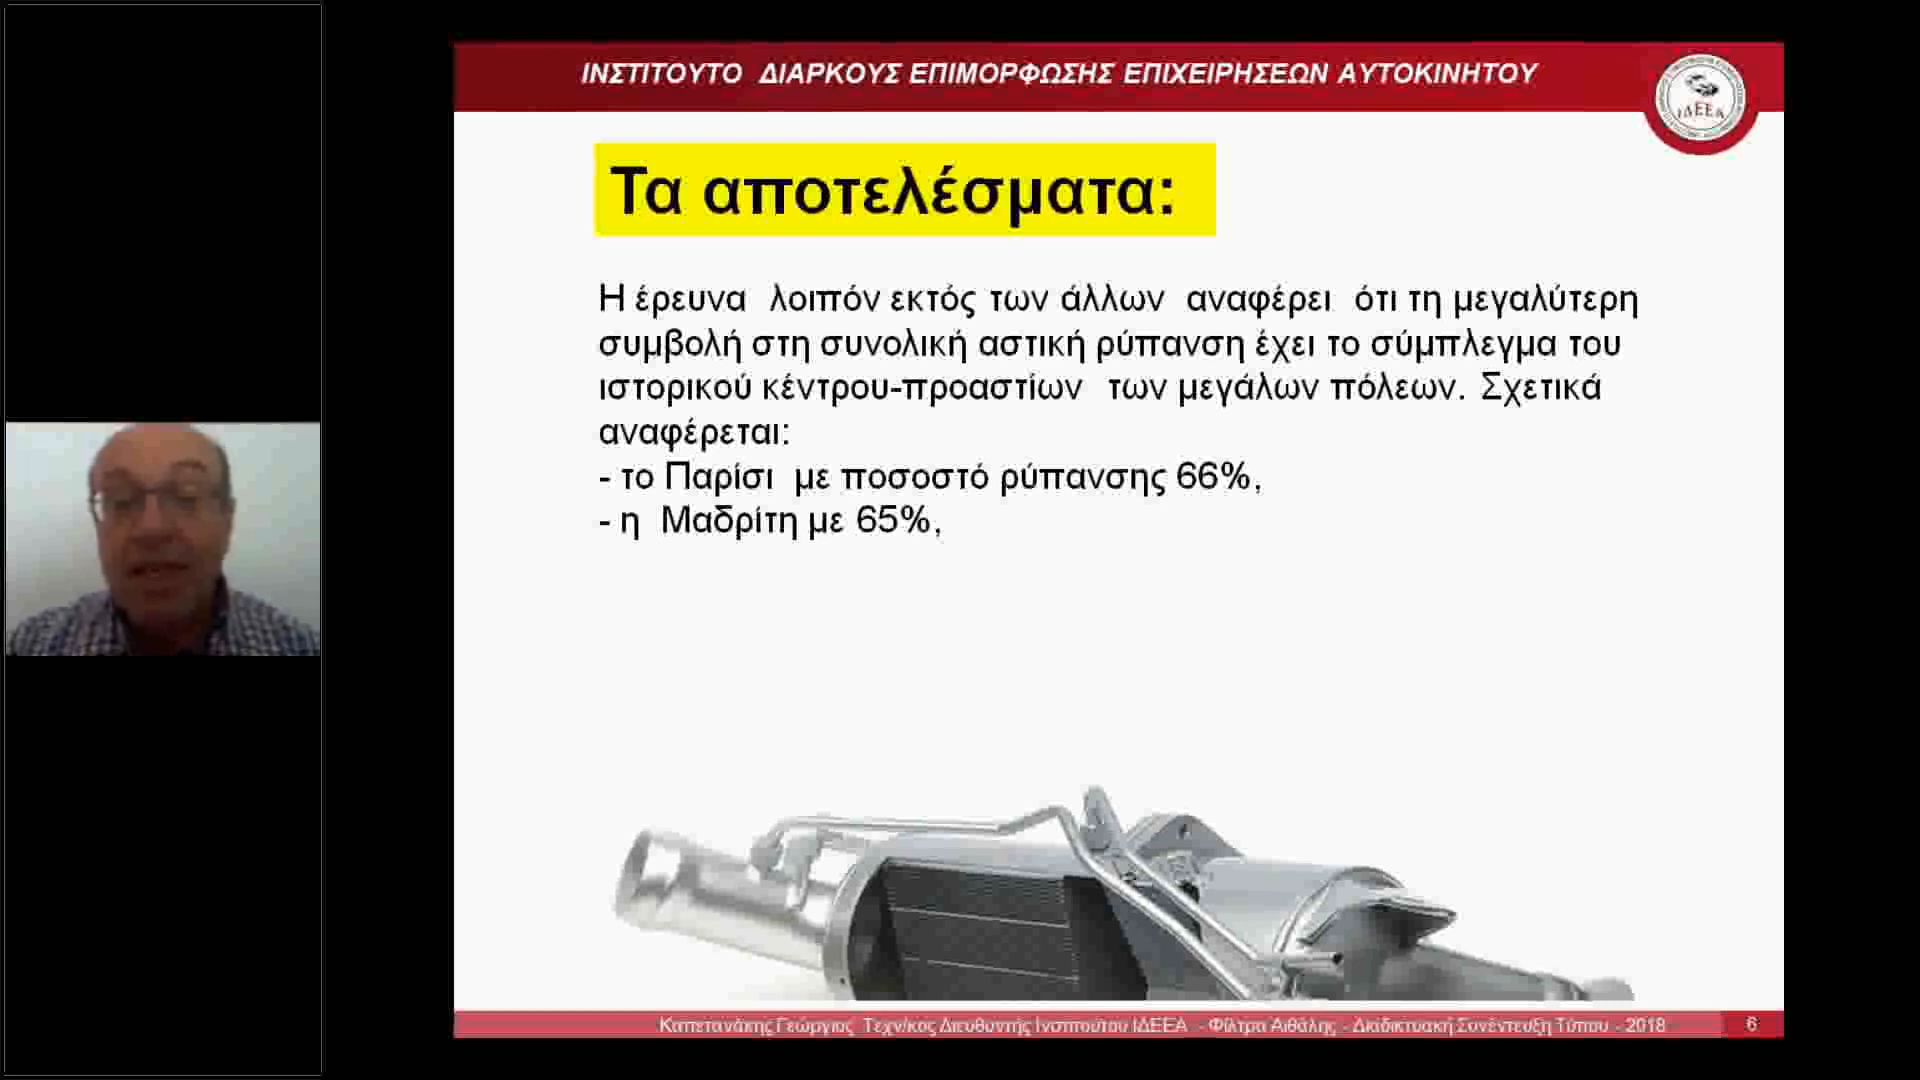 ΙΝΣΤΙΤΟΥΤΟ ΔΙΑΡΚΟΥΣ ΕΠΙΜΟΡΦΩΣΗΣ ΕΠΙΧΕΙΡΗΣΕΩΝ ΑΥΤΟΚΙΝΗΤΟΥ
ΙΔΕΕΑ
Τα αποτελέσματα:
Η έρευνα λοιπόν εκτός των άλλων αναφέρει ότι τη μεγαλύτερη
συμβολή στη συνολική αστική ρύπανση έχει το σύμπλεγμα του
ιστορικού κέντρου-προαστίων των μεγάλων πόλεων. Σχετικά
αναφέρεται:
- το Παρίσι με ποσοστό ρύπανσης 66%,
- η Μαδρίτη με 65%,
Καπετανάκης Γεώργιος Τεχν/κος Διευθυντής Ινστιτούτου ΙΔΕΕΑ - Φίλτρα Αιθάλης - Διαδικτυακή Συνέντευξη Τύπου - 2018 6